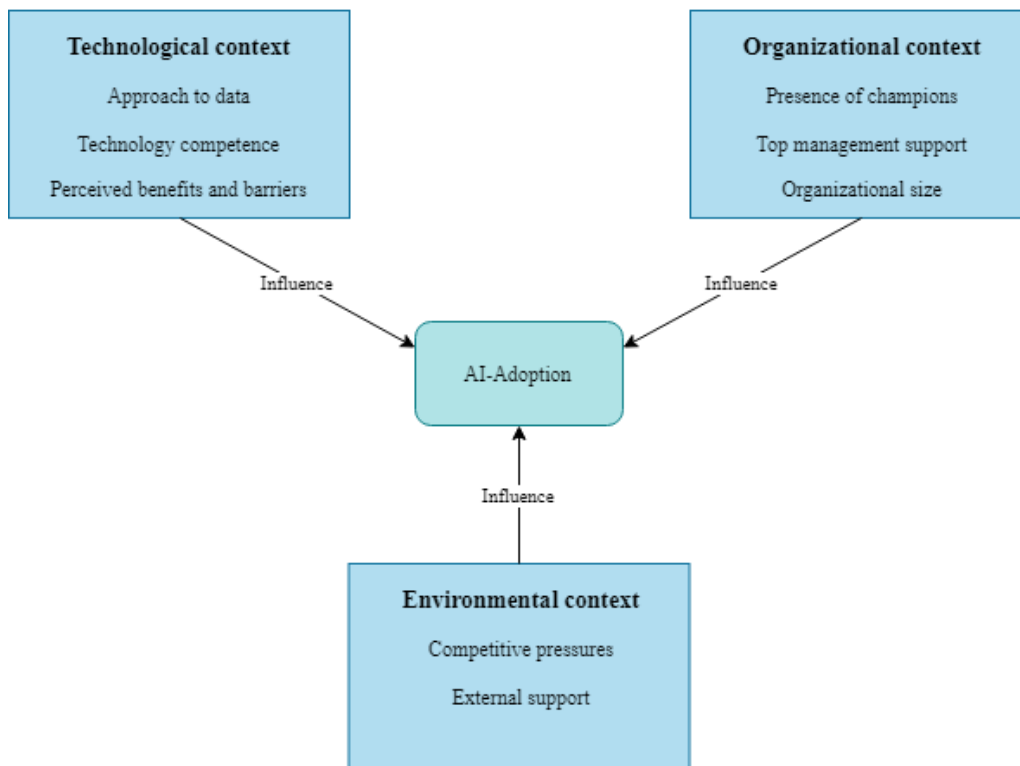 Technological context
Approach to data
Technology competence
Perceived benefits and barriers
Organizational context
Presence of champions
Top management support
Organizational size
Influence
Influence
AI-Adoption
Influence
Environmental context
Competitive pressures
External support